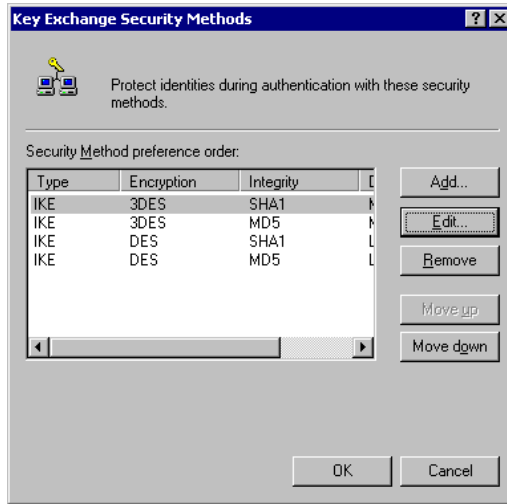 Key Exchange Security Methods
Protect identities during authentication with these security
methods.
Security Method preference order:
Type Encryption Integrity
IKE 3DES SHA1
IKE 3DES MD5
IKE DES SHA1
IKE DES MD5
Add...
Edit...
Remove
Move up
Move down
OK Cancel